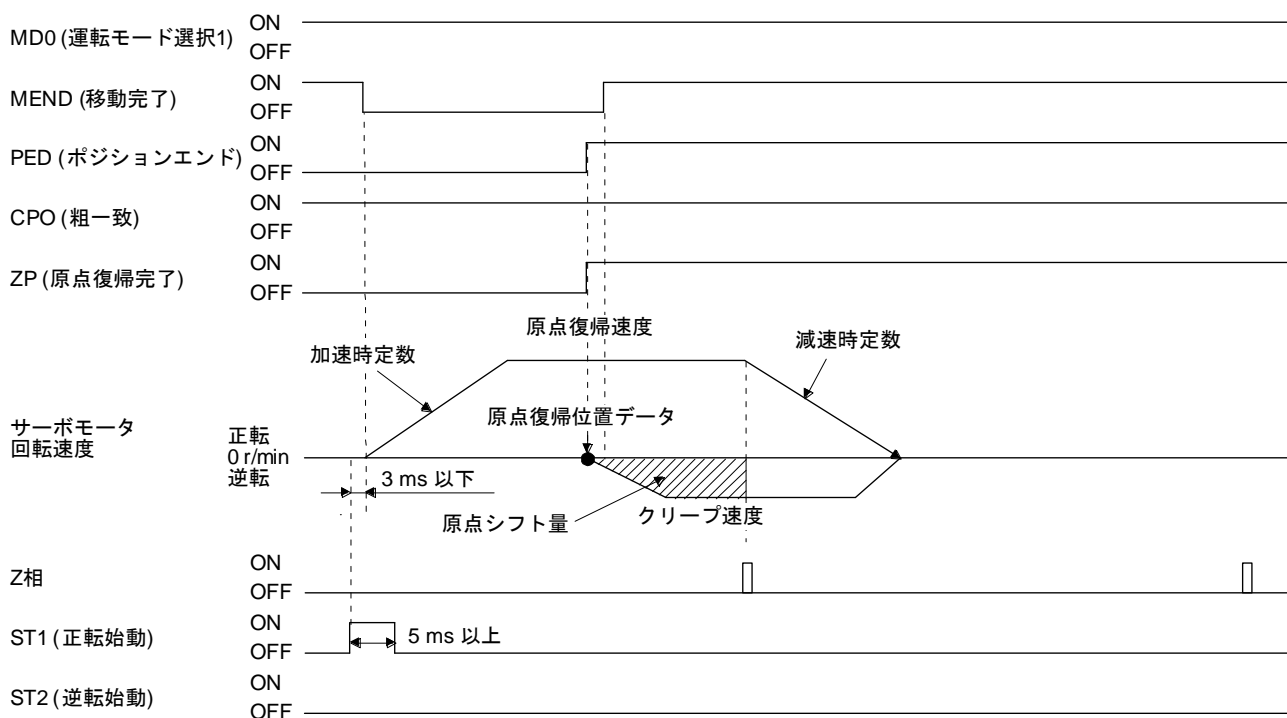 MD0 (運転モード選択1)
ON
OFF
MEND (移動完了)
ON
OFF
PED (ポジションエンド)
ON
OFF
CPO (粗一致)
ON
OFF
ZP (原点復帰完了)
ON
OFF
原点復帰速度
加速時定数
減速時定数
原点復帰位置データ
サーボモータ
回転速度
正転
0 r/min
逆転
3 ms 以下
原点シフト量
クリープ速度
Z相
ON
OFF
ST1 (正転始動)
ON
OFF
5 ms 以上
ST2 (逆転始動)
ON
OFF